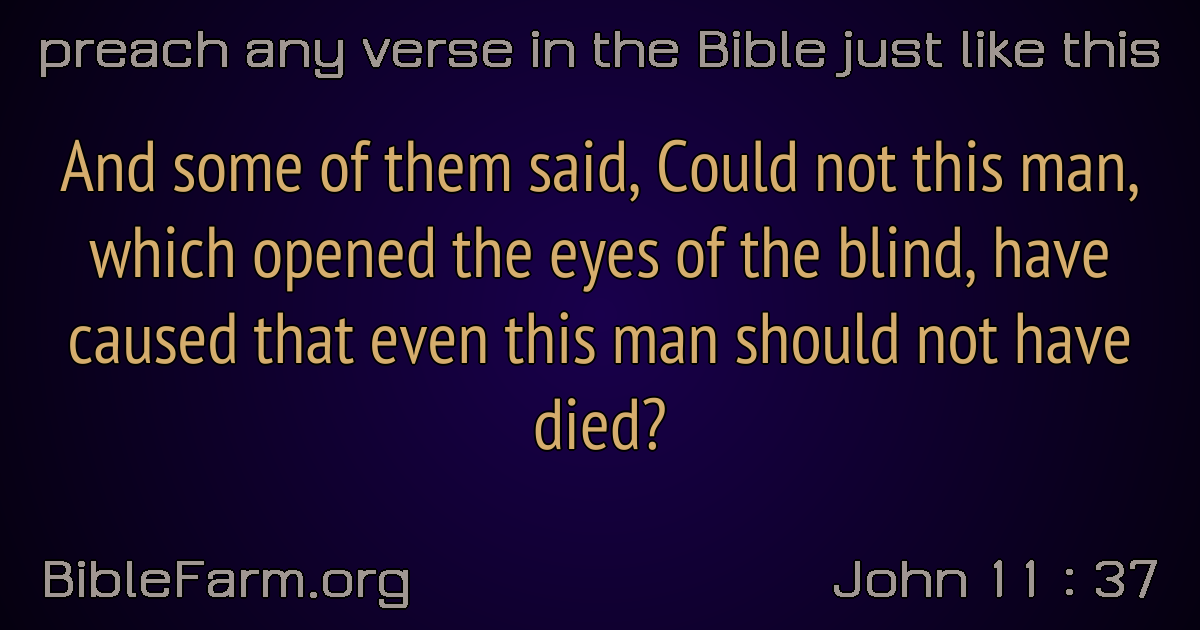 preach any verse in the Bible just like this
And some of them said, Could not this man,
which opened the eyes of the blind, have
caused that even this man should not have
died?
BibleFarm.org
John 11 : 37